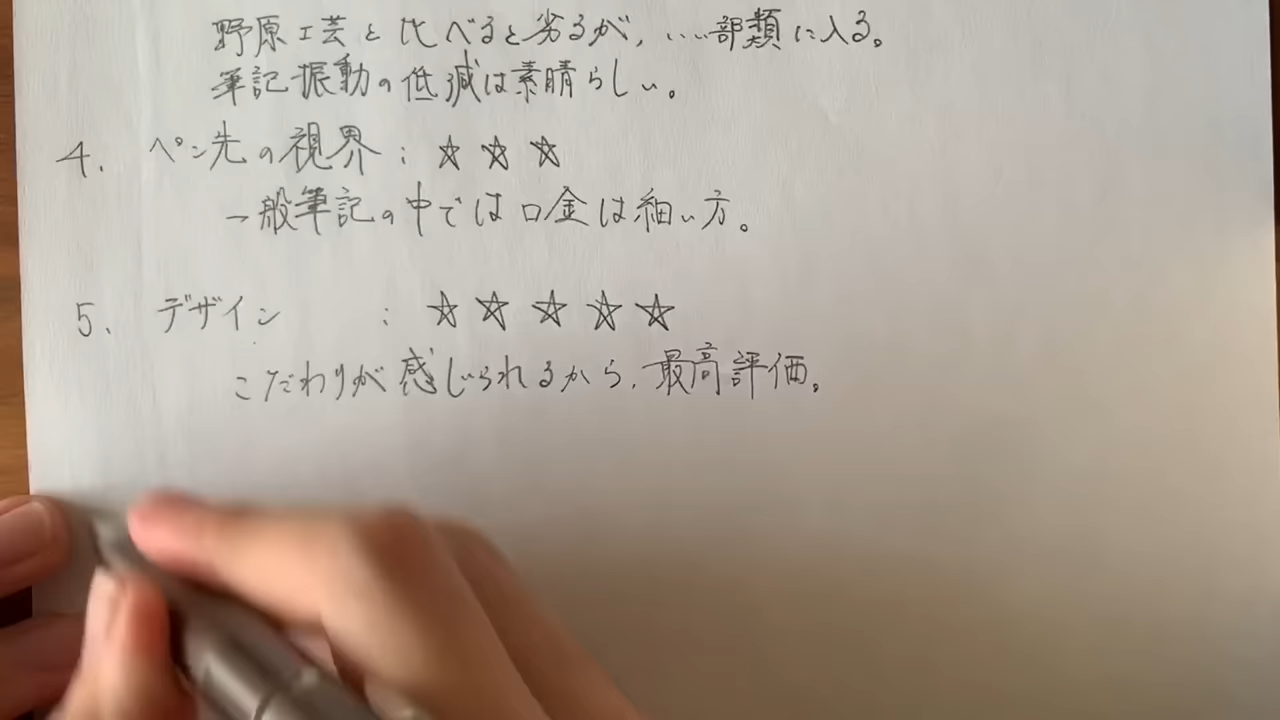 野原工芸と比べると劣るが、いい部類に入る。
筆記振動の低減は素晴らしい。
4. ペン先の視界 : ☆ ☆ ☆
一般筆記の中では口金は細い方。
5. デザイン : ☆ ☆ ☆ ☆ ☆
こだわりが感じられるから、最高評価。